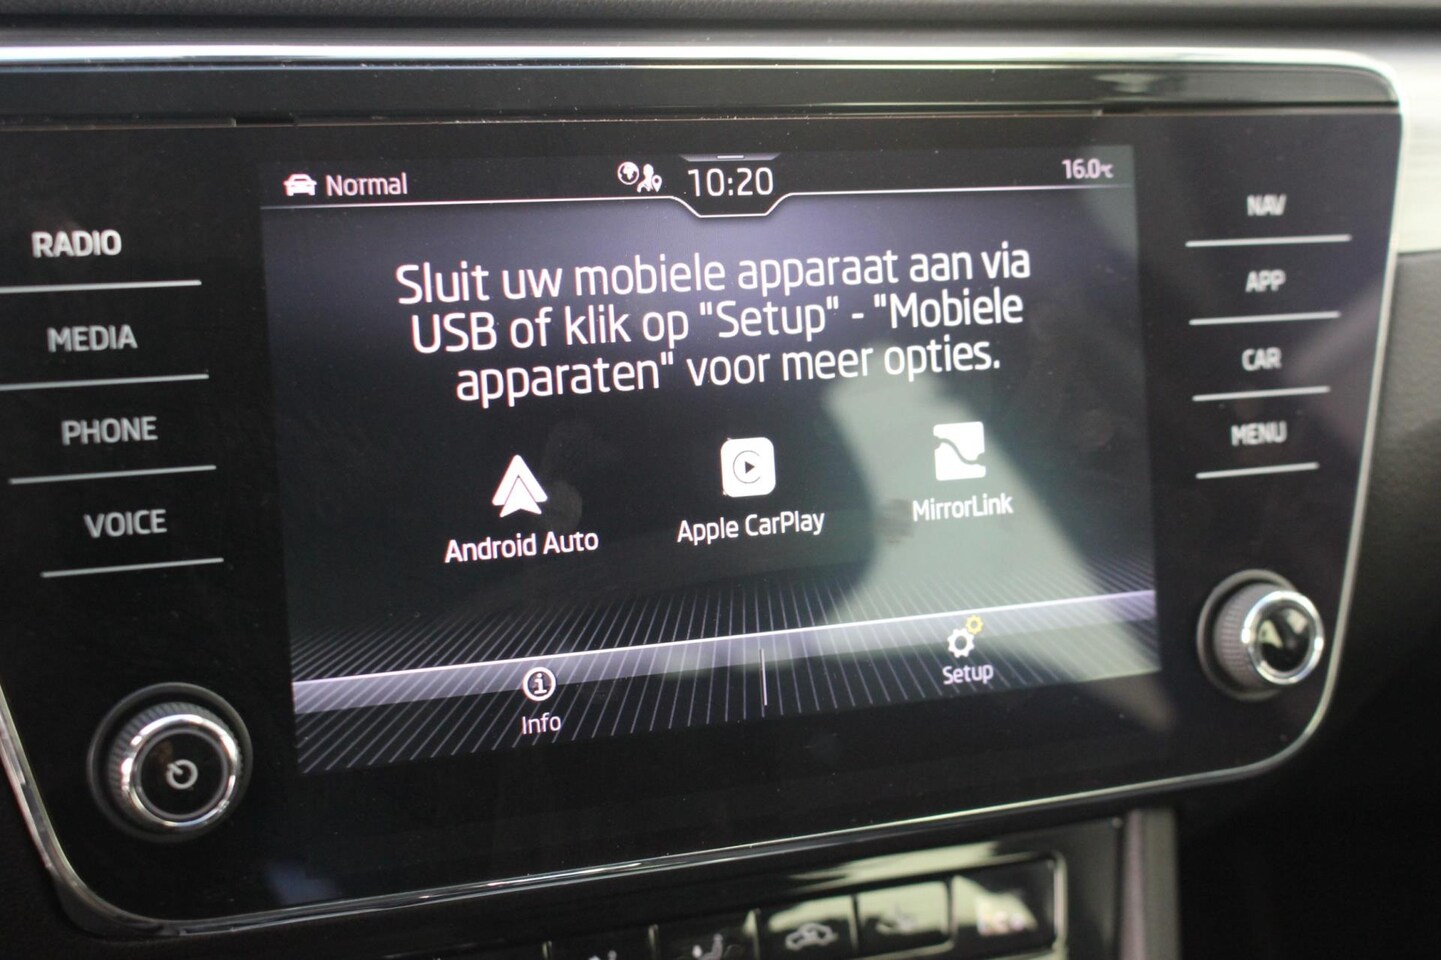 Normal
10:20
16.0°C
RADIO
MEDIA
PHONE
VOICE
NAV
APP
CAR
MENU
Sluit uw mobiele apparaat aan via
USB of klik op "Setup" - "Mobiele
apparaten" voor meer opties.
Android Auto
Apple CarPlay
MirrorLink
Info
Setup